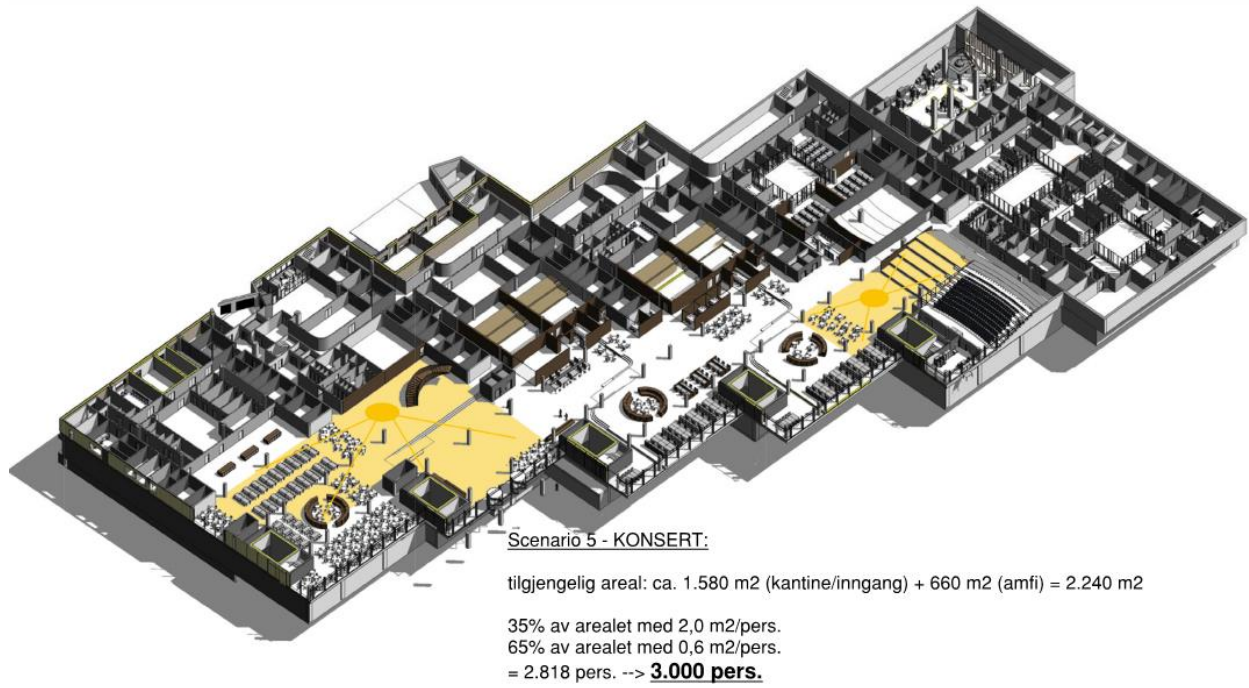 Scenario 5 - KONSERT:
tilgjengelig areal: ca. 1.580 m2 (kantine/inngang) + 660 m2 (amfi) = 2.240 m2
35% av arealet med 2,0 m2/pers.
65% av arealet med 0,6 m2/pers.
= 2.818 pers. --> 3.000 pers.